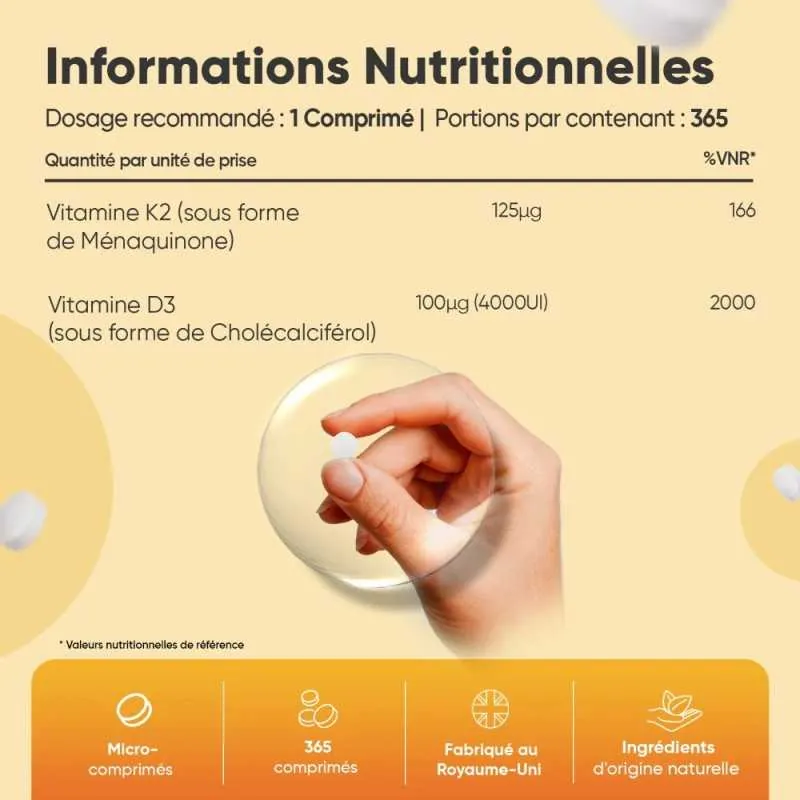 Informations Nutritionnelles
Dosage recommandé : 1 Comprimé | Portions par contenant : 365
Quantité par unité de prise %VNR*
Vitamine K2 (sous forme 125µg 166
de Ménaquinone)
Vitamine D3 100µg (4000UI) 2000
(sous forme de Cholécalciférol)
* Valeurs nutritionnelles de référence
Micro-
comprimés
365
comprimés
Fabriqué au
Royaume-Uni
Ingrédients
d'origine naturelle